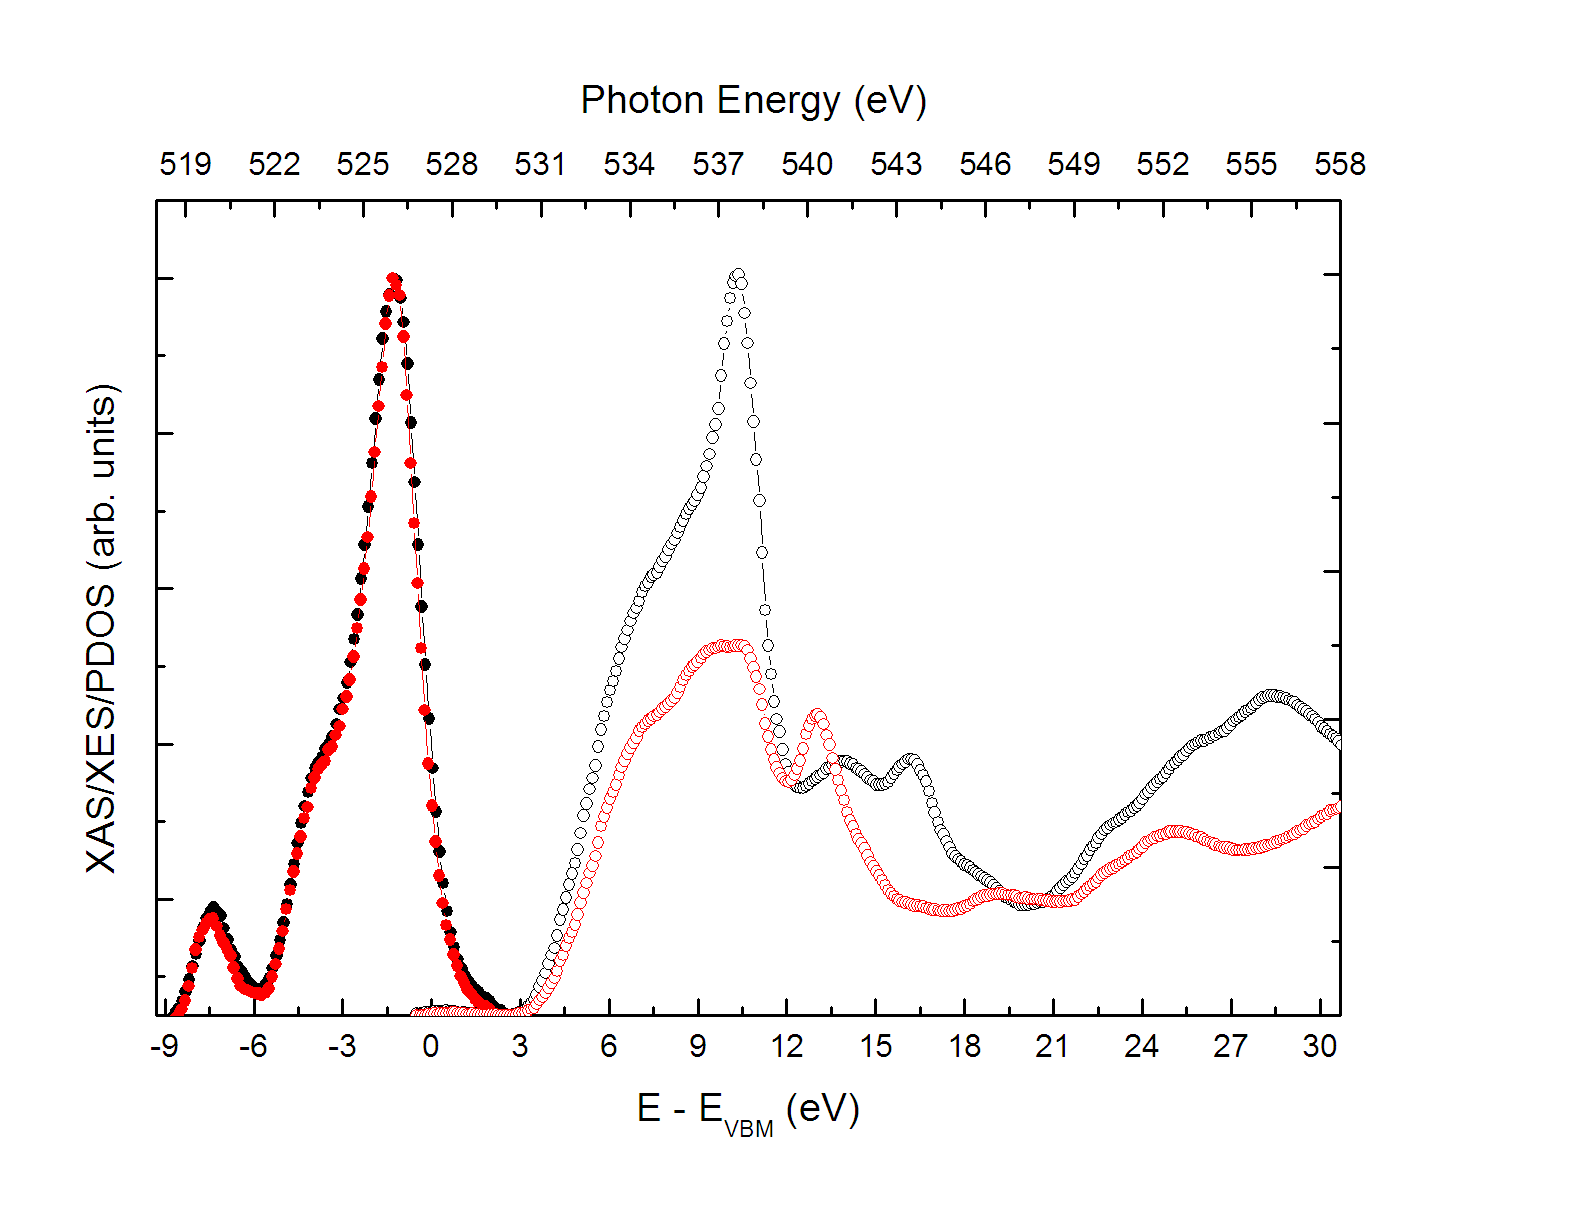 Photon Energy (eV)
519 522 525 528 531 534 537 540 543 546 549 552 555 558
XAS/XES/PDOS (arb. units)
-9 -6 -3 0 3 6 9 12 15 18 21 24 27 30
E - E_VBM (eV)